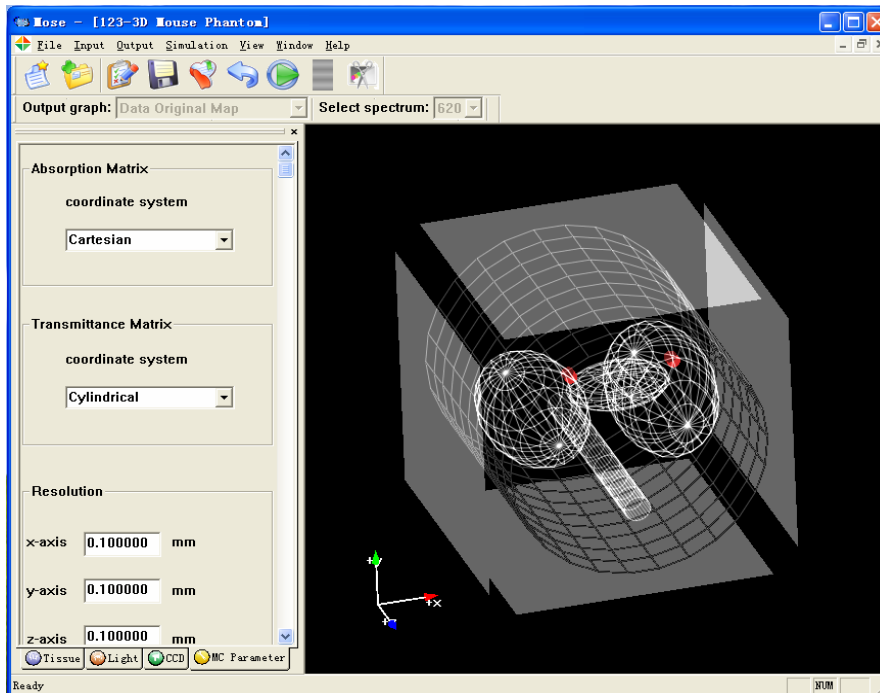 Mose - [123-3D Mouse Phantom]
File Input Output Simulation View Window Help
Output graph: Data Original Map Select spectrum: 620
Absorption Matrix
coordinate system
Cartesian
Transmittance Matrix
coordinate system
Cylindrical
Resolution
x-axis 0.100000 mm
y-axis 0.100000 mm
z-axis 0.100000 mm
Tissue Light CCD MC Parameter
+y
+x
Ready NUM